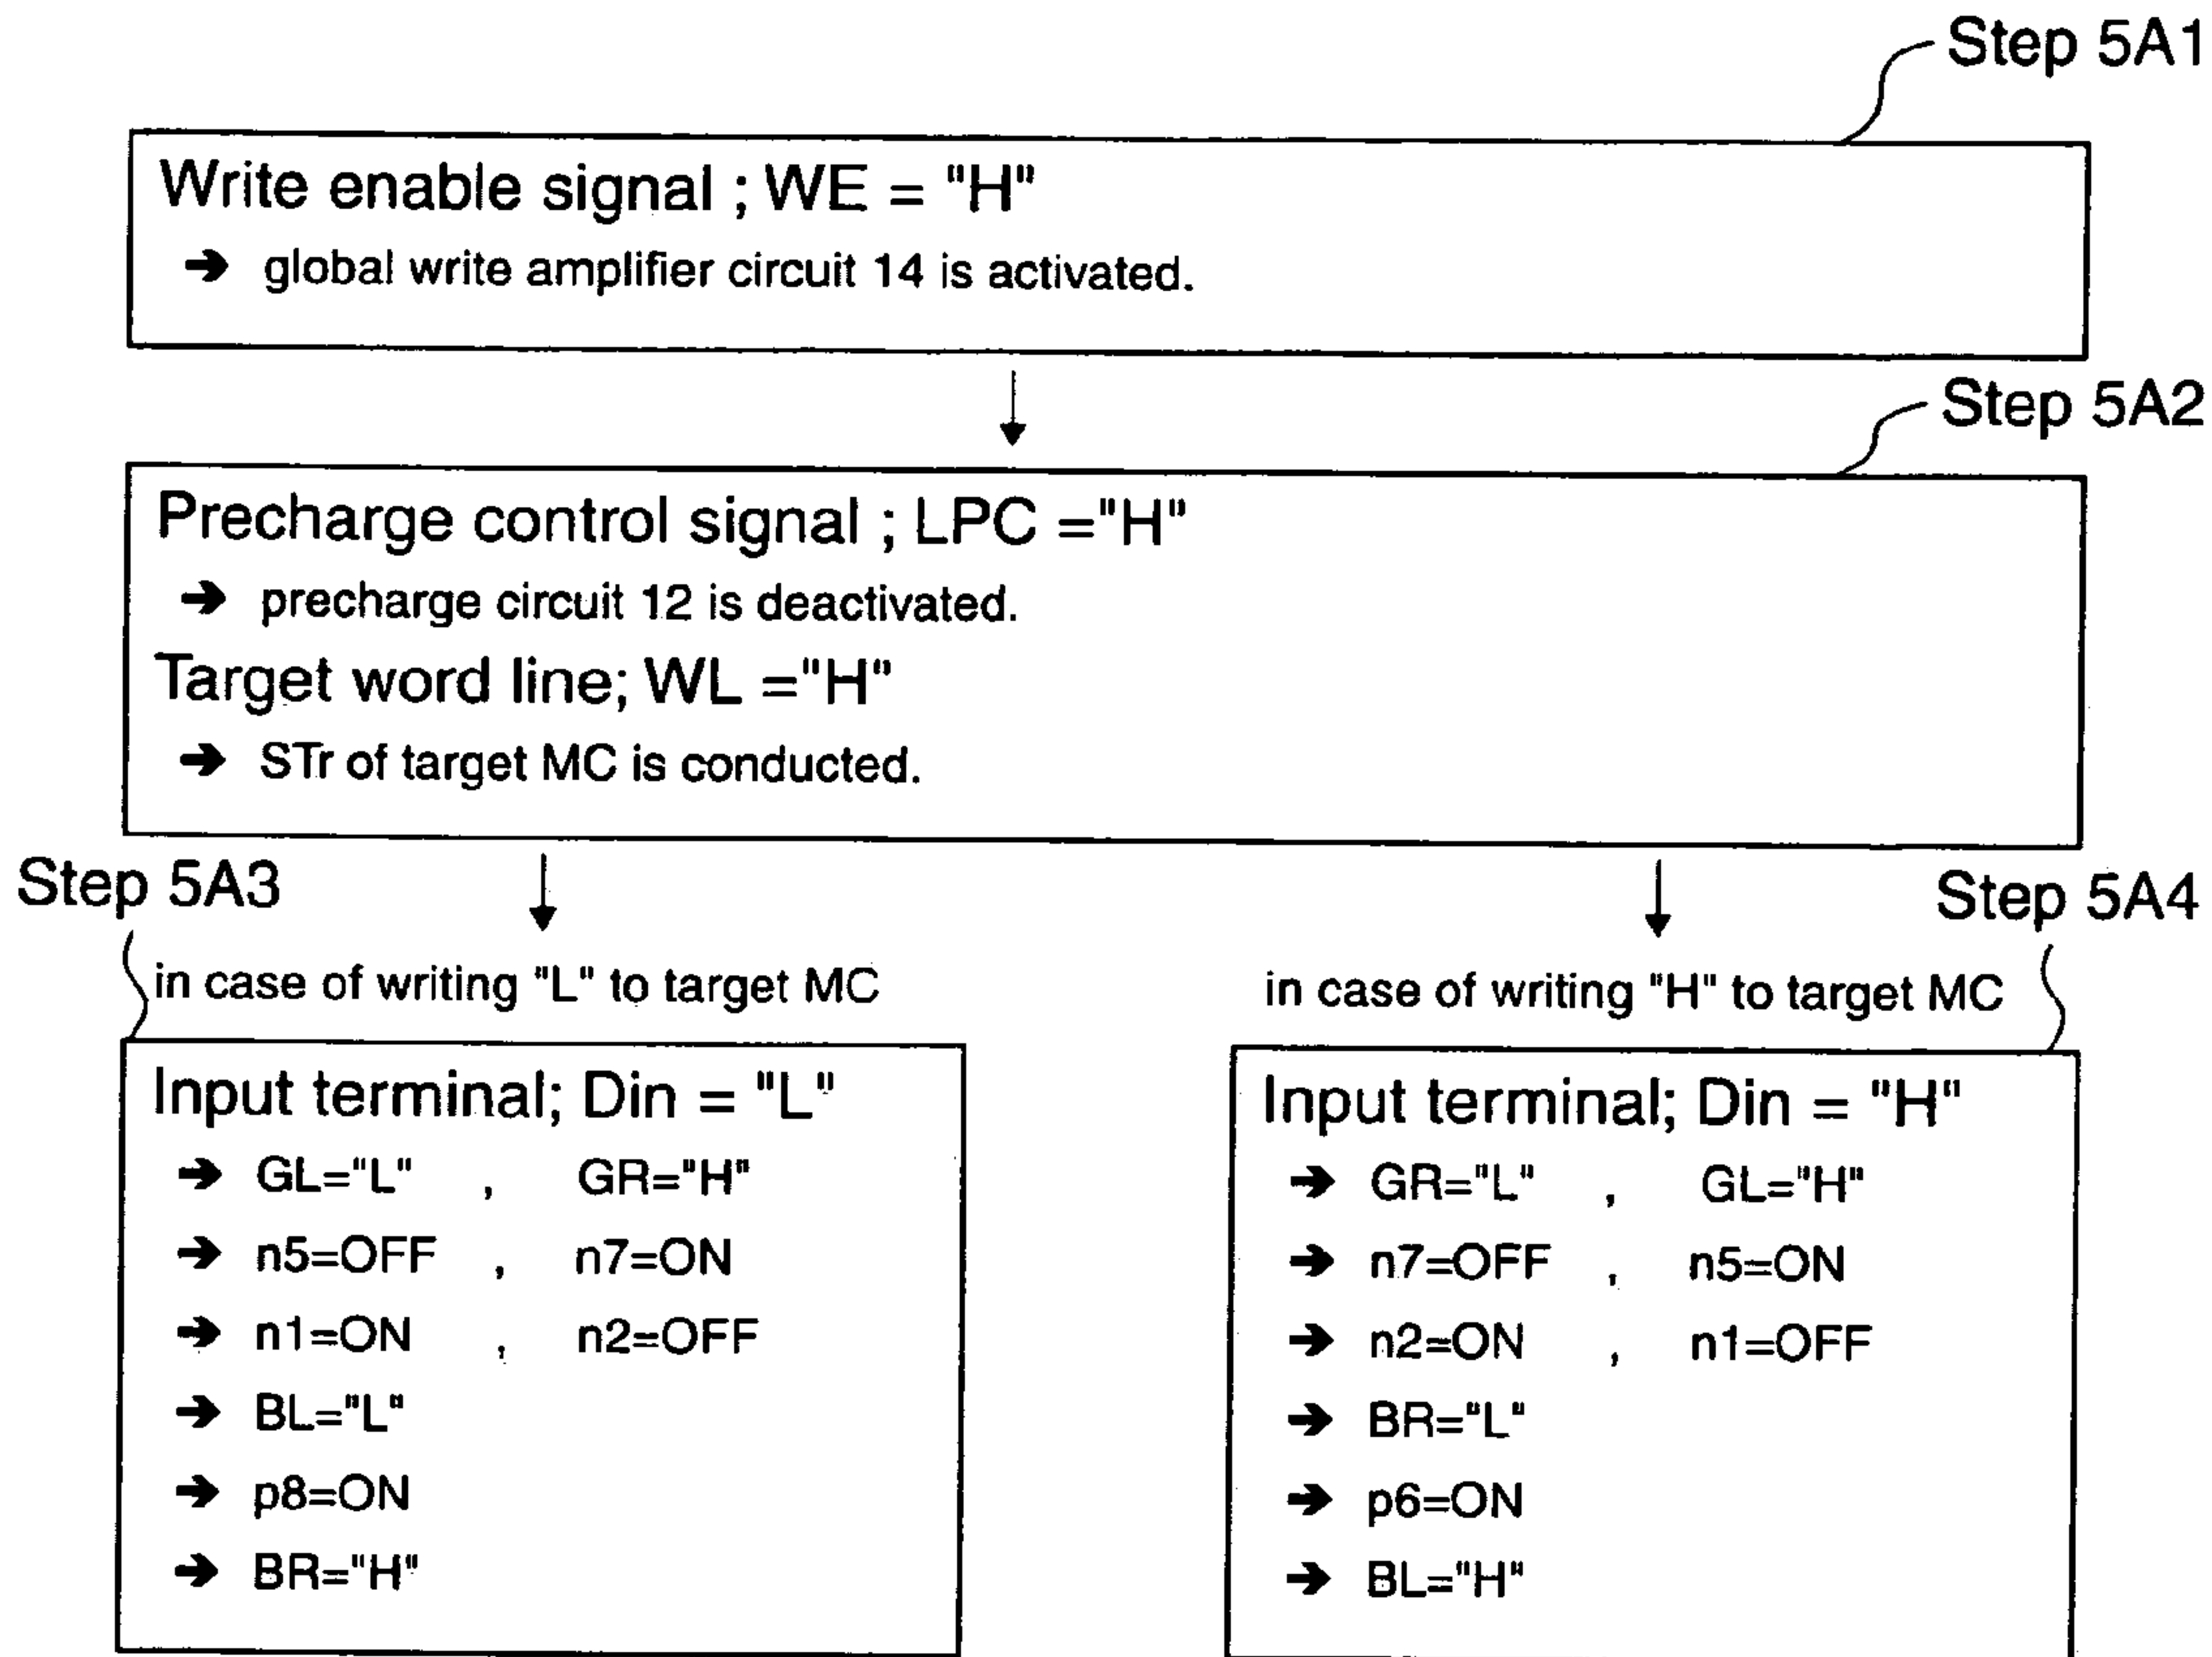 Step 5A1
Write enable signal ; WE = "H"
➔ global write amplifier circuit 14 is activated.
Step 5A2
Precharge control signal ; LPC ="H"
➔ precharge circuit 12 is deactivated.
Target word line; WL ="H"
➔ STr of target MC is conducted.
Step 5A3
in case of writing "L" to target MC
Input terminal; Din = "L"
➔ GL="L" , GR="H"
➔ n5=OFF , n7=ON
➔ n1=ON , n2=OFF
➔ BL="L"
➔ p8=ON
➔ BR="H"
Step 5A4
in case of writing "H" to target MC
Input terminal; Din = "H"
➔ GR="L" , GL="H"
➔ n7=OFF , n5=ON
➔ n2=ON , n1=OFF
➔ BR="L"
➔ p6=ON
➔ BL="H"